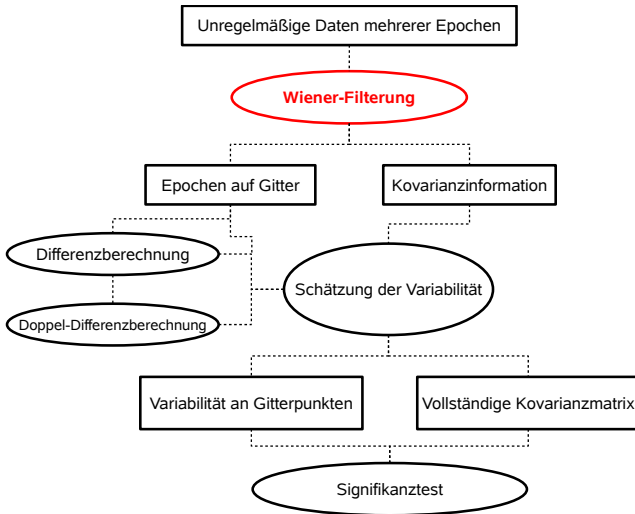 Unregelmäßige Daten mehrerer Epochen
Wiener-Filterung
Epochen auf Gitter
Kovarianzinformation
Differenzberechnung
Schätzung der Variabilität
Doppel-Differenzberechnung
Variabilität an Gitterpunkten
Vollständige Kovarianzmatrix
Signifikanztest